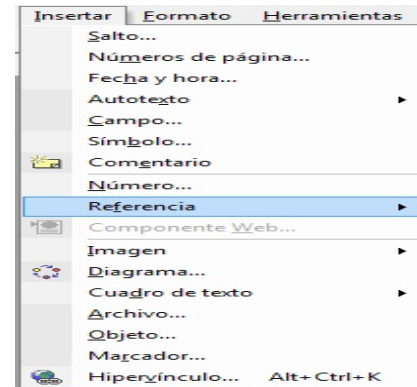 Insertar Formato Herramientas
Salto...
Números de página...
Fecha y hora...
Autotexto
Campo...
Símbolo...
Comentario
Número...
Referencia
Componente Web...
Imagen
Diagrama...
Cuadro de texto
Archivo...
Objeto...
Marcador...
Hipervínculo... Alt+Ctrl+K